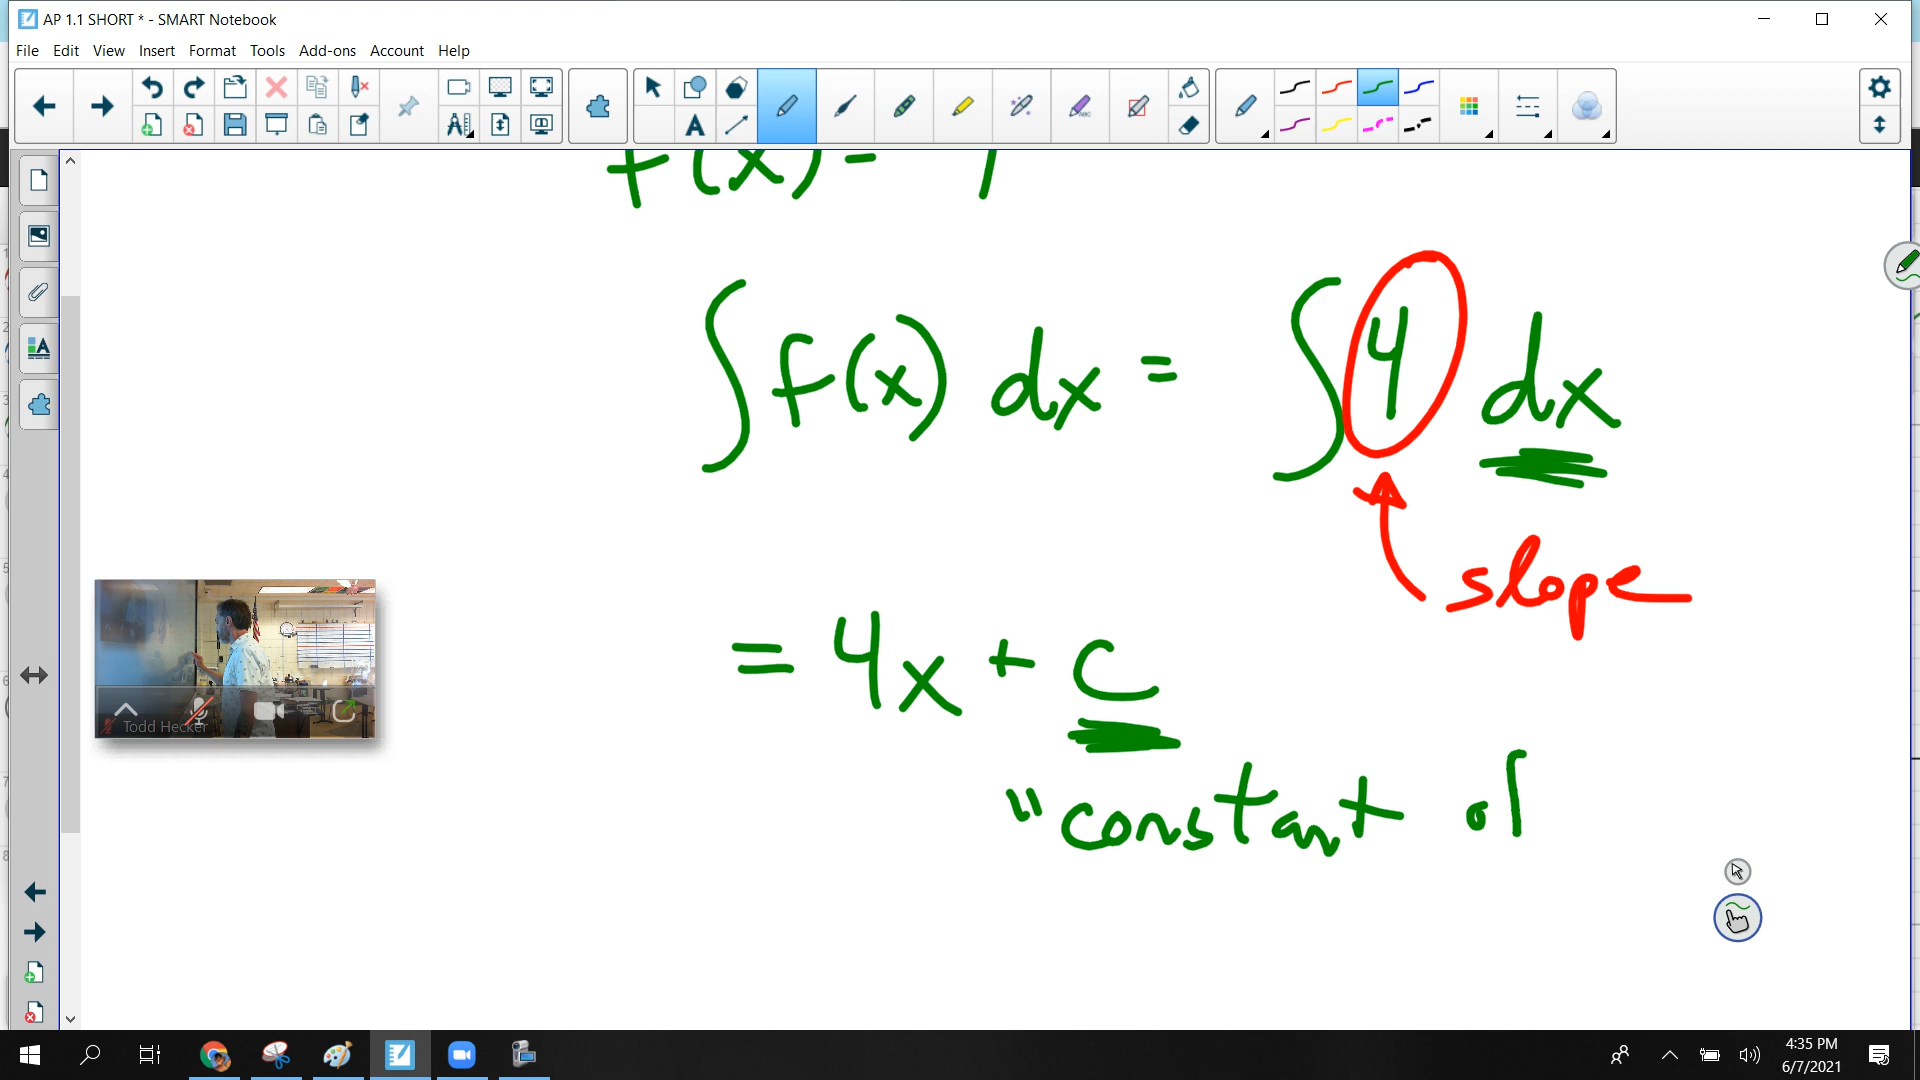 AP 1.1 SHORT * - SMART Notebook
File Edit View Insert Format Tools Add-ons Account Help
f(x) =
∫ f(x) dx = ∫ 4 dx
slope
= 4x + C
"constant of
Todd Hecker
4:35 PM
6/7/2021